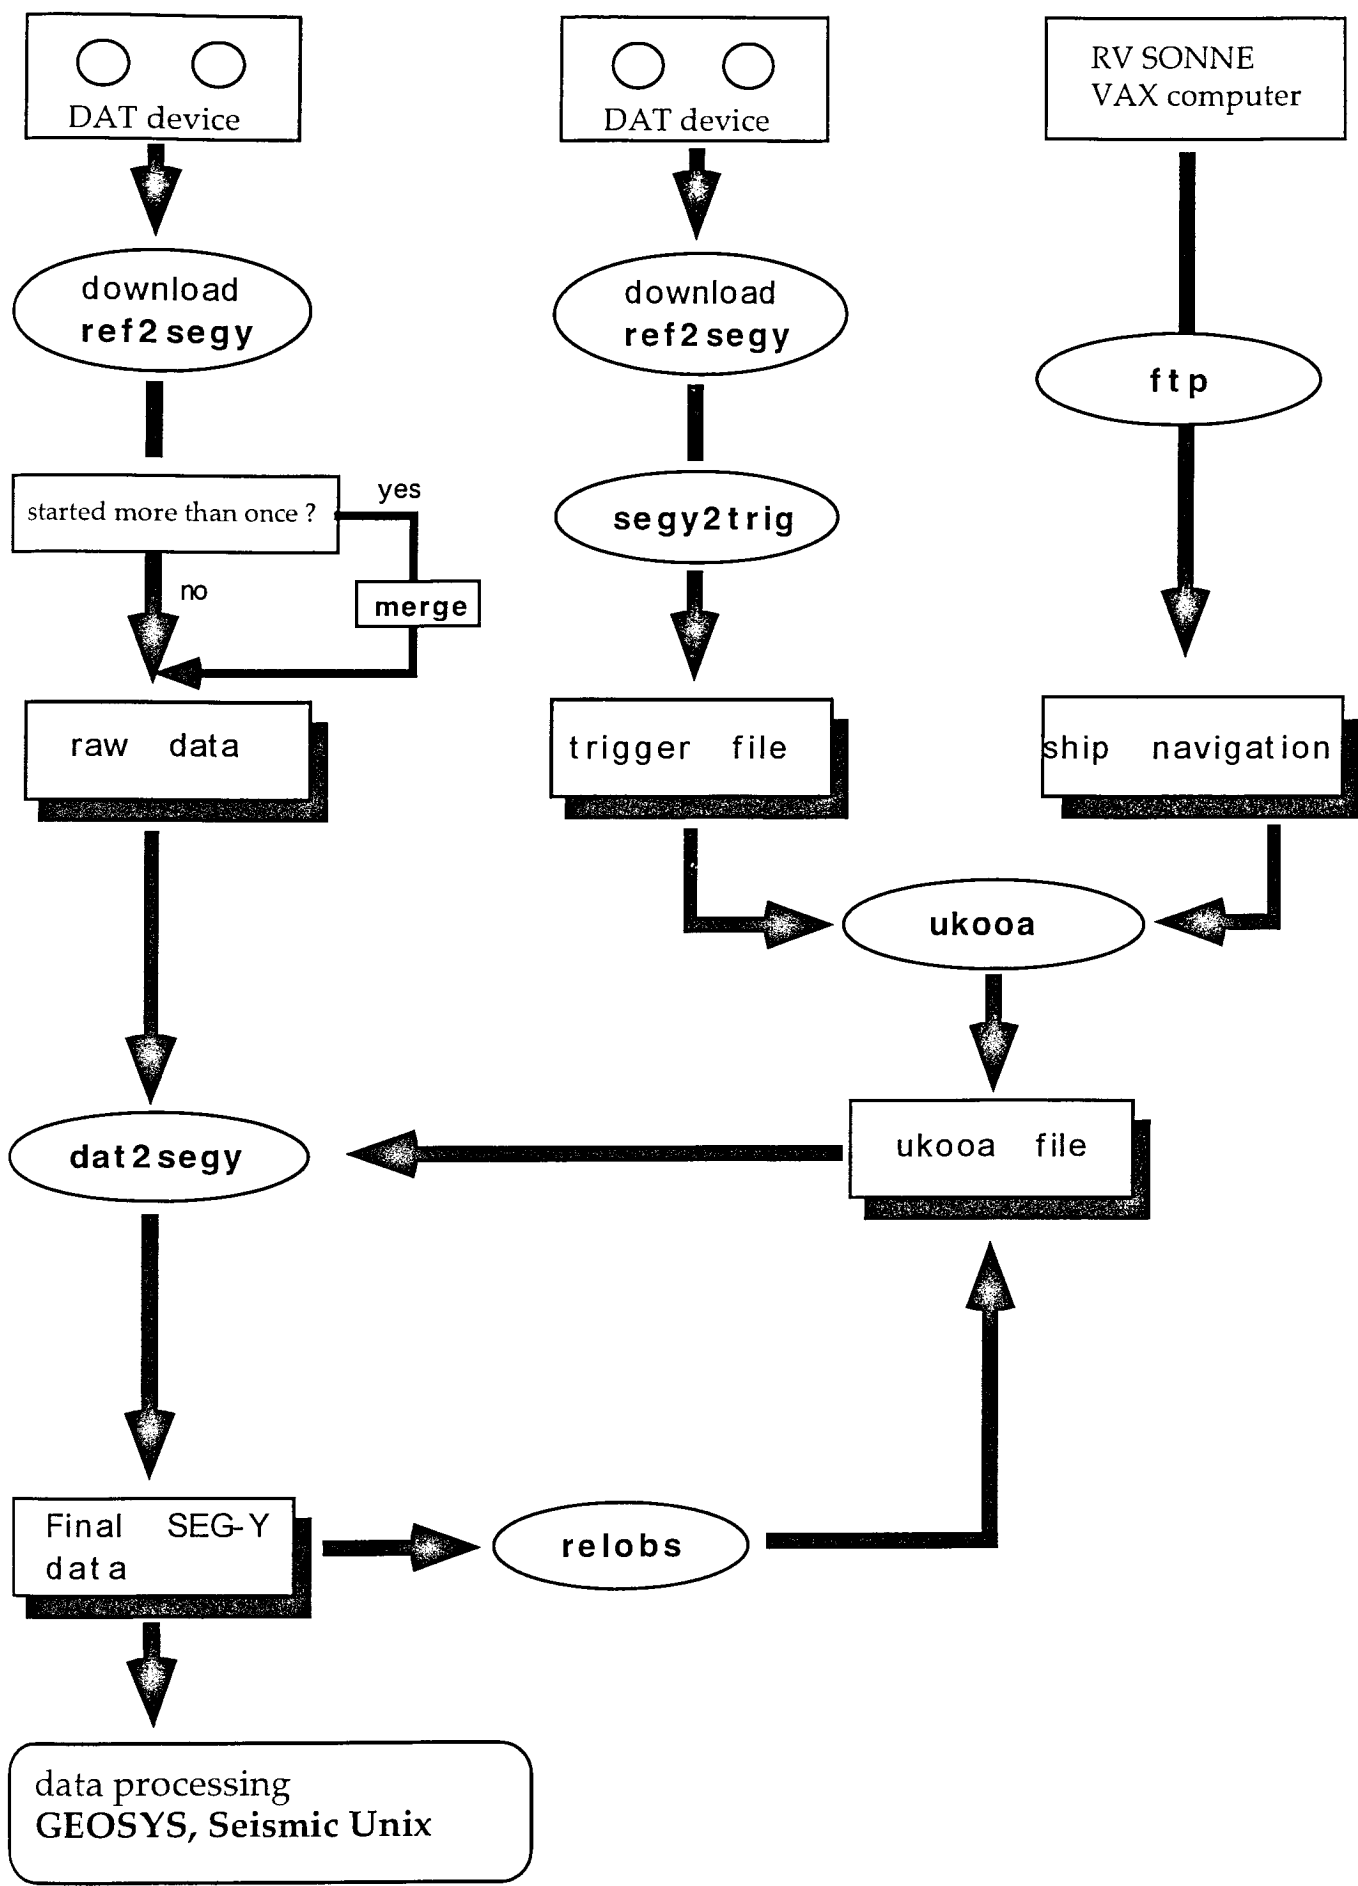 DAT device
DAT device
RV SONNE
VAX computer
download
ref2segy
download
ref2segy
ftp
started more than once ?
yes
no
merge
segy2trig
raw data
trigger file
ship navigation
ukooa
dat2segy
ukooa file
Final SEG-Y
data
relobs
data processing
GEOSYS, Seismic Unix